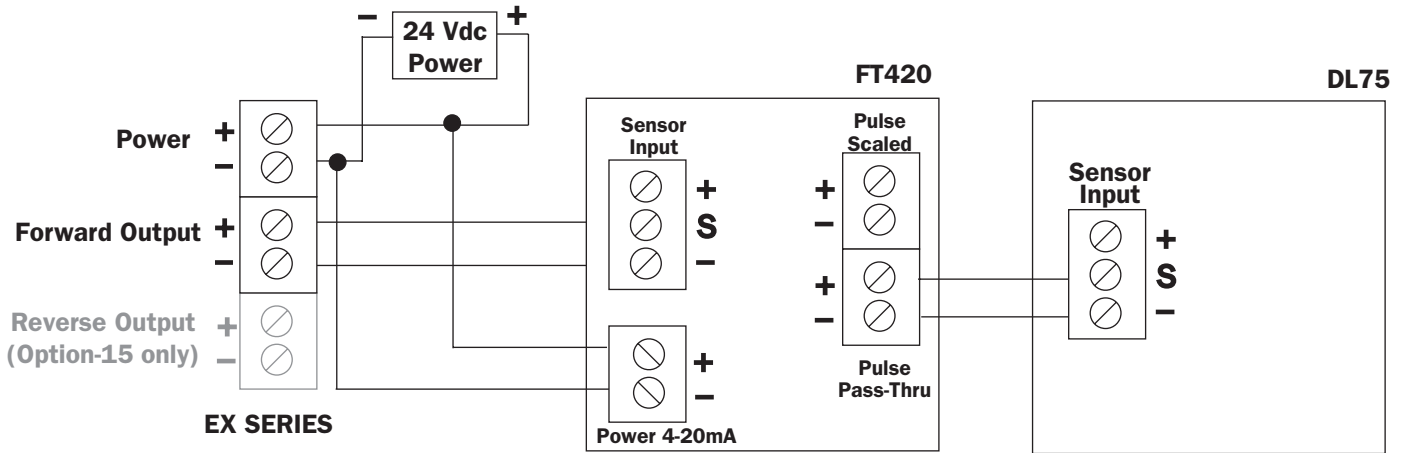 − 24 Vdc +
Power
FT420
DL75
Power +
−
Forward Output +
−
Reverse Output +
(Option-15 only) −
EX SERIES
Sensor
Input
+
S
−
+
−
Power 4-20mA
Pulse
Scaled
+
−
+
−
Pulse
Pass-Thru
Sensor
Input
+
S
−